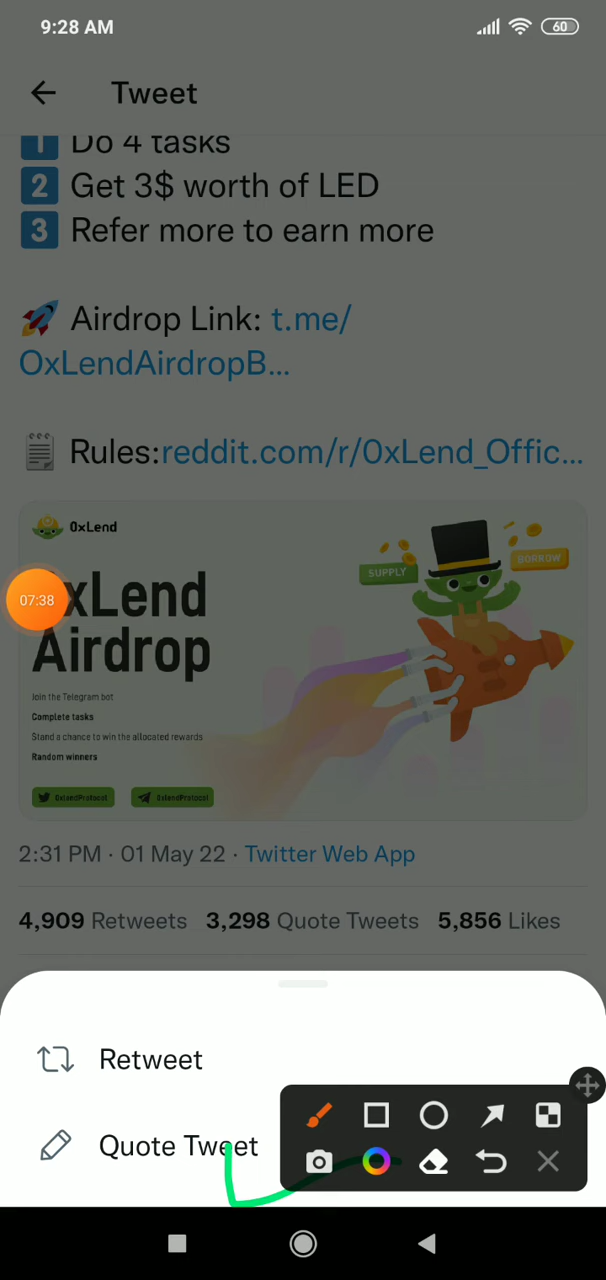 9:28 AM
60
Tweet
1 Do 4 tasks
2 Get 3$ worth of LED
3 Refer more to earn more
Airdrop Link: t.me/
OxLendAirdropB...
Rules:reddit.com/r/0xLend_Offic...
0xLend
SUPPLY
BORROW
07:38
xLend
Airdrop
Join the Telegram bot
Complete tasks
Stand a chance to win the allocated rewards
Random winners
0xlendProtocol
0xlendProtocol
2:31 PM · 01 May 22 · Twitter Web App
4,909 Retweets 3,298 Quote Tweets 5,856 Likes
Retweet
Quote Tweet